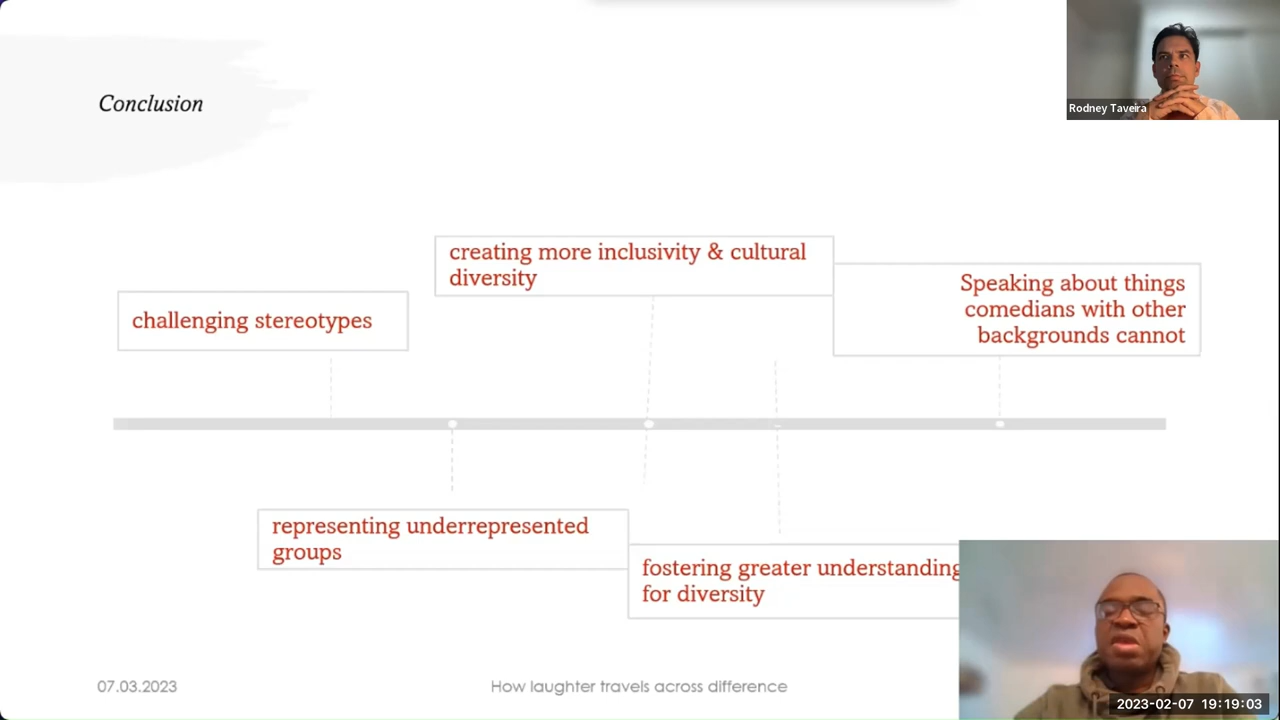 Conclusion
Rodney Taveira
creating more inclusivity & cultural
diversity
Speaking about things
comedians with other
backgrounds cannot
challenging stereotypes
representing underrepresented
groups
fostering greater understanding
for diversity
07.03.2023
How laughter travels across difference
2023-02-07 19:19:03